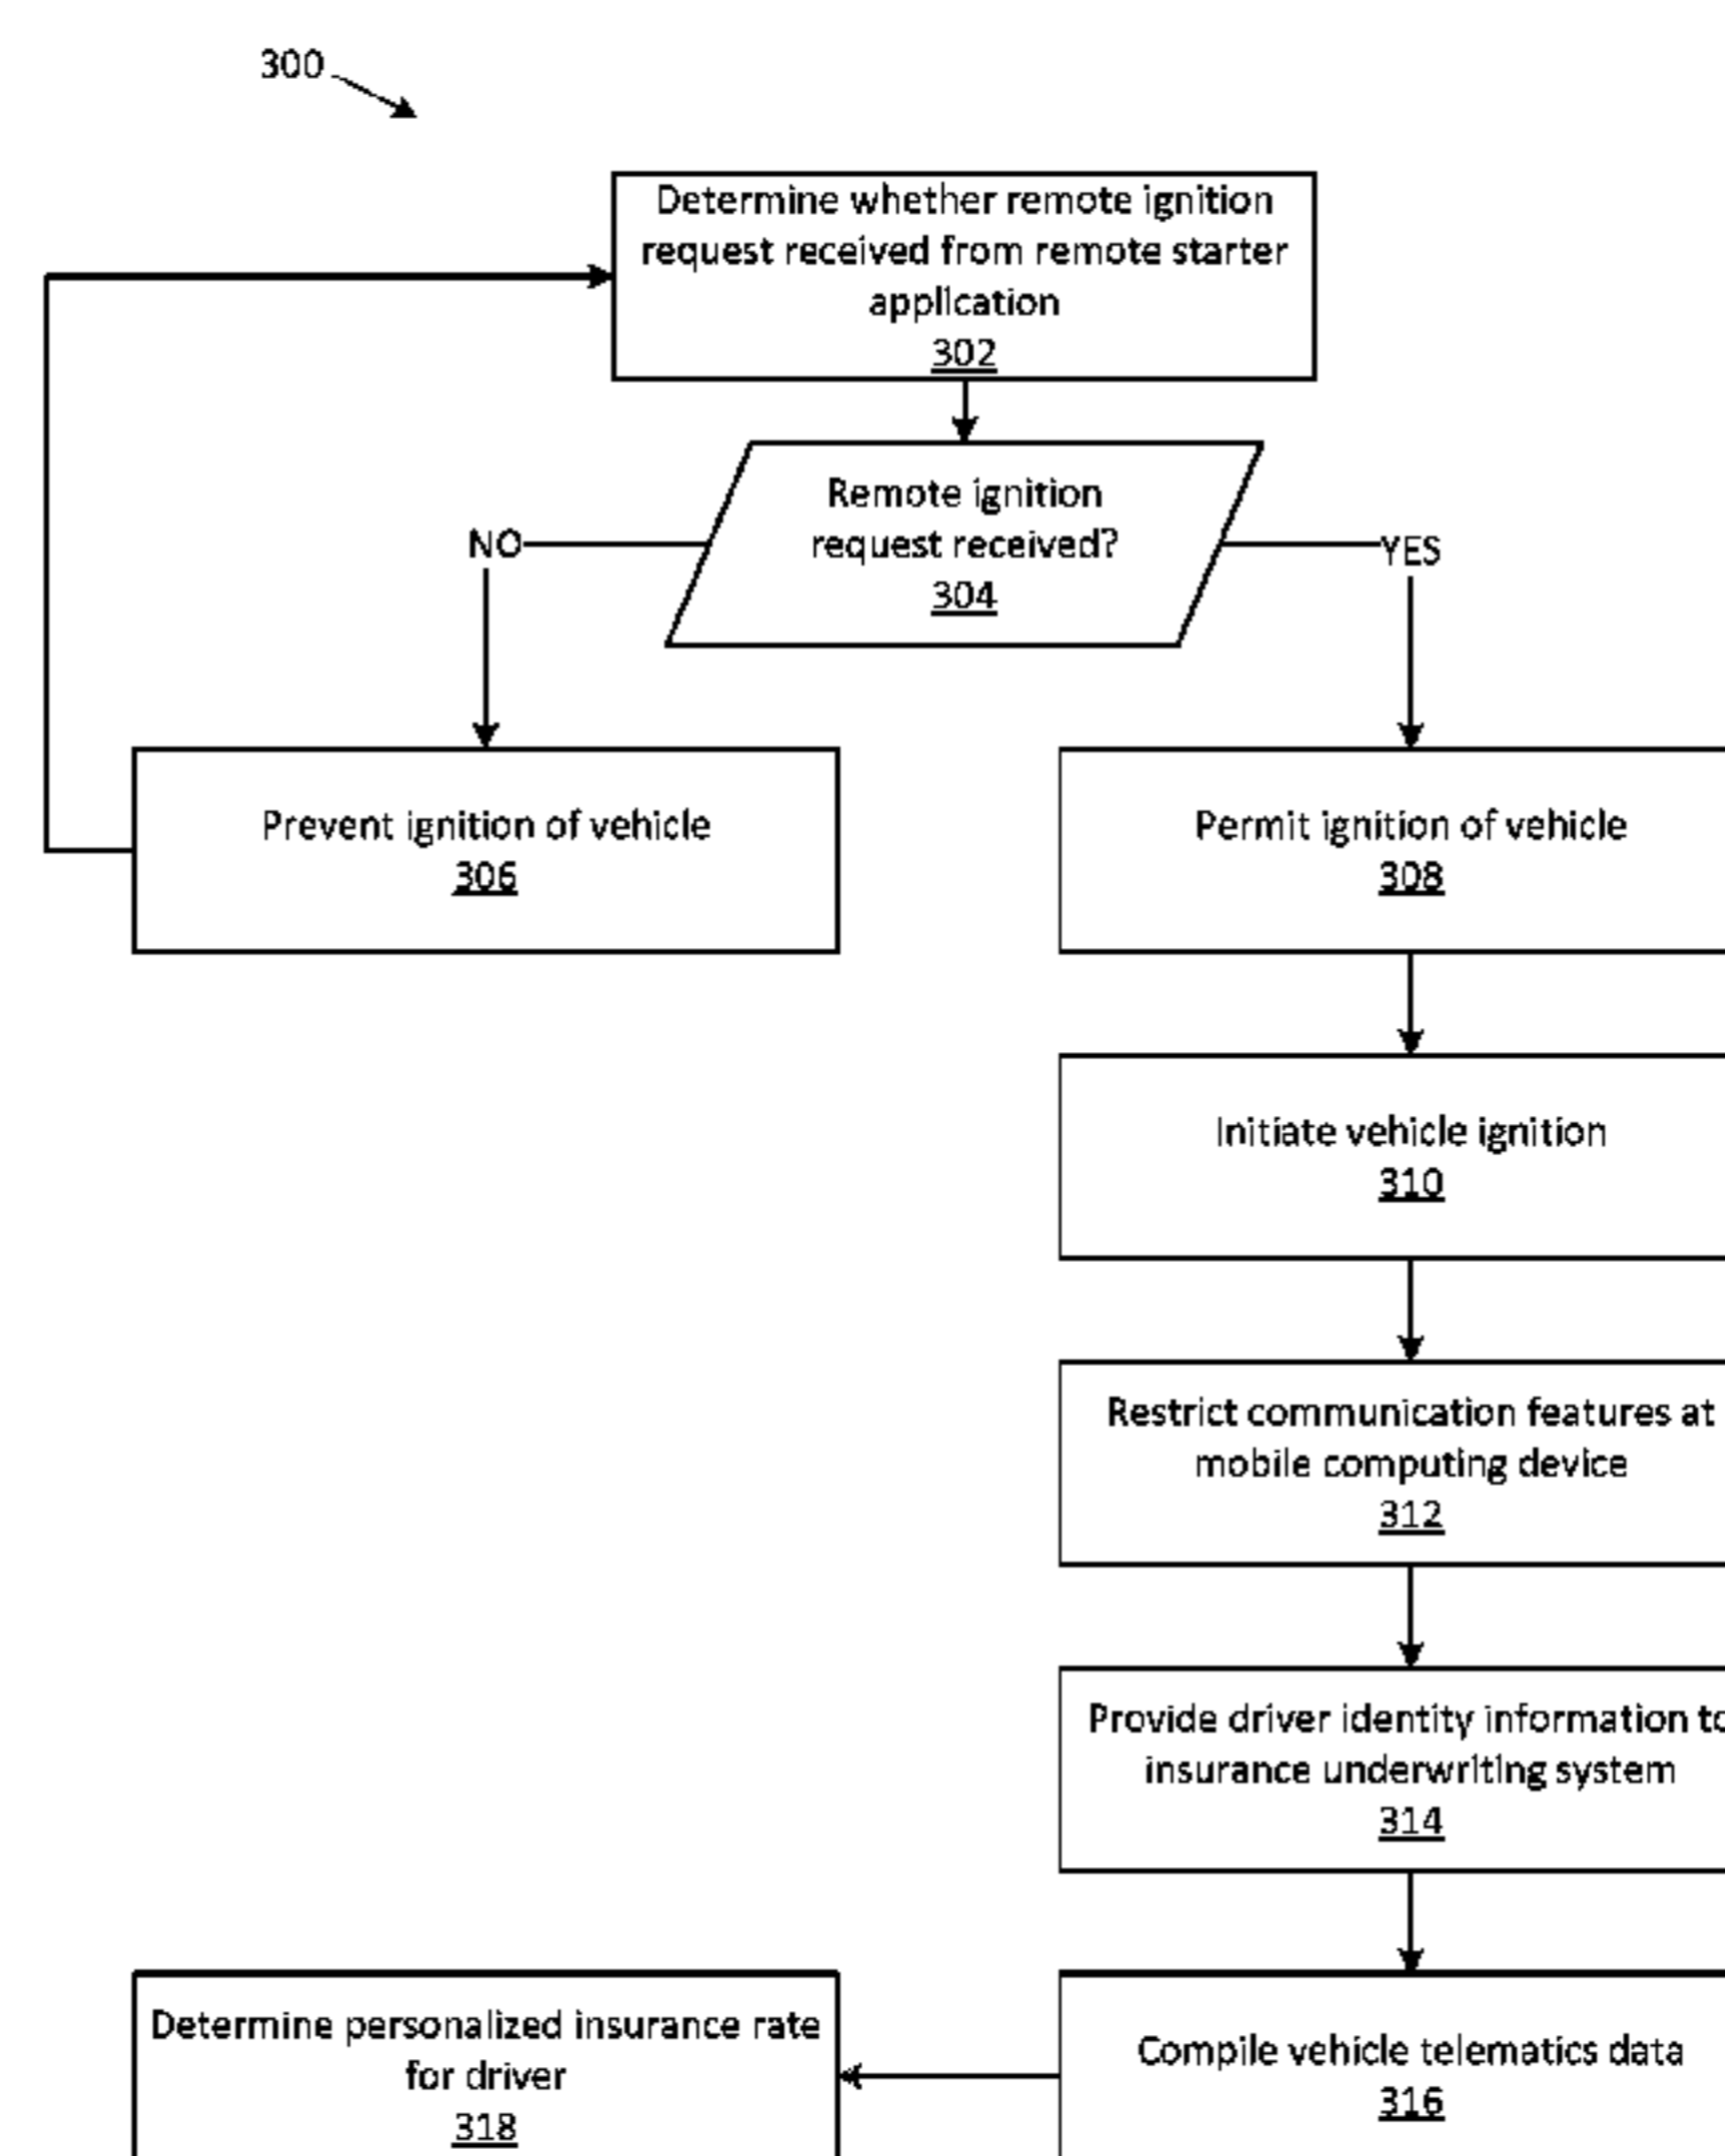 300
Determine whether remote ignition
request received from remote starter
application
302
Remote ignition
request received?
304
NO
YES
Prevent ignition of vehicle
306
Permit ignition of vehicle
308
Initiate vehicle ignition
310
Restrict communication features at
mobile computing device
312
Provide driver identity information to
insurance underwriting system
314
Determine personalized insurance rate
for driver
318
Compile vehicle telematics data
316